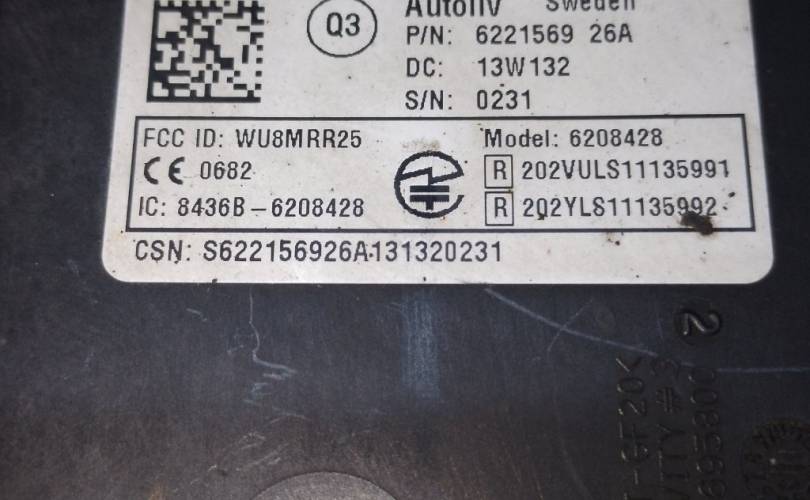 Autoliv Sweden
Q3
P/N: 6221569 26A
DC: 13W132
S/N: 0231
FCC ID: WU8MRR25 Model: 6208428
CE 0682 R 202VULS11135991
IC: 8436B-6208428 R 202YLS11135992
CSN: S622156926A131320231
2